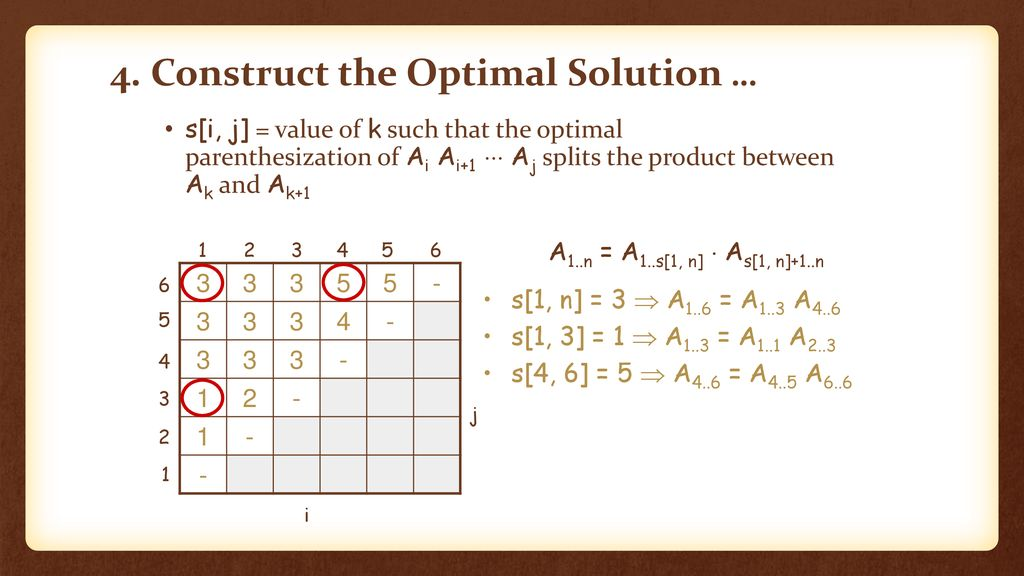 4. Construct the Optimal Solution …
• s[i, j] = value of k such that the optimal
parenthesization of Ai Ai+1 ··· Aj splits the product between
Ak and Ak+1
1 2 3 4 5 6
6 3 3 3 5 5 -
5 3 3 3 4 -
4 3 3 3 -
3 1 2 -
2 1 -
1 -
i
j
A1..n = A1..s[1, n] · As[1, n]+1..n
• s[1, n] = 3 ⇒ A1..6 = A1..3 A4..6
• s[1, 3] = 1 ⇒ A1..3 = A1..1 A2..3
• s[4, 6] = 5 ⇒ A4..6 = A4..5 A6..6